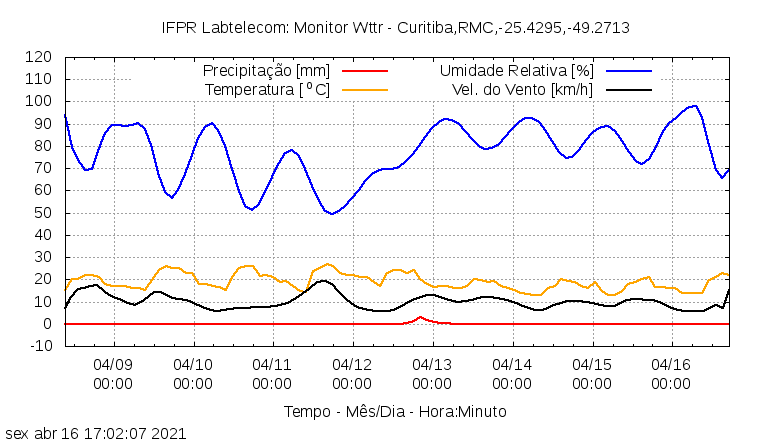 IFPR Labtelecom: Monitor Wttr - Curitiba,RMC,-25.4295,-49.2713
120
110
100
90
80
70
60
50
40
30
20
10
0
-10
Precipitação [mm]
Temperatura [⁰C]
Umidade Relativa [%]
Vel. do Vento [km/h]
04/09 04/10 04/11 04/12 04/13 04/14 04/15 04/16
00:00 00:00 00:00 00:00 00:00 00:00 00:00 00:00
Tempo - Mês/Dia - Hora:Minuto
sex abr 16 17:02:07 2021